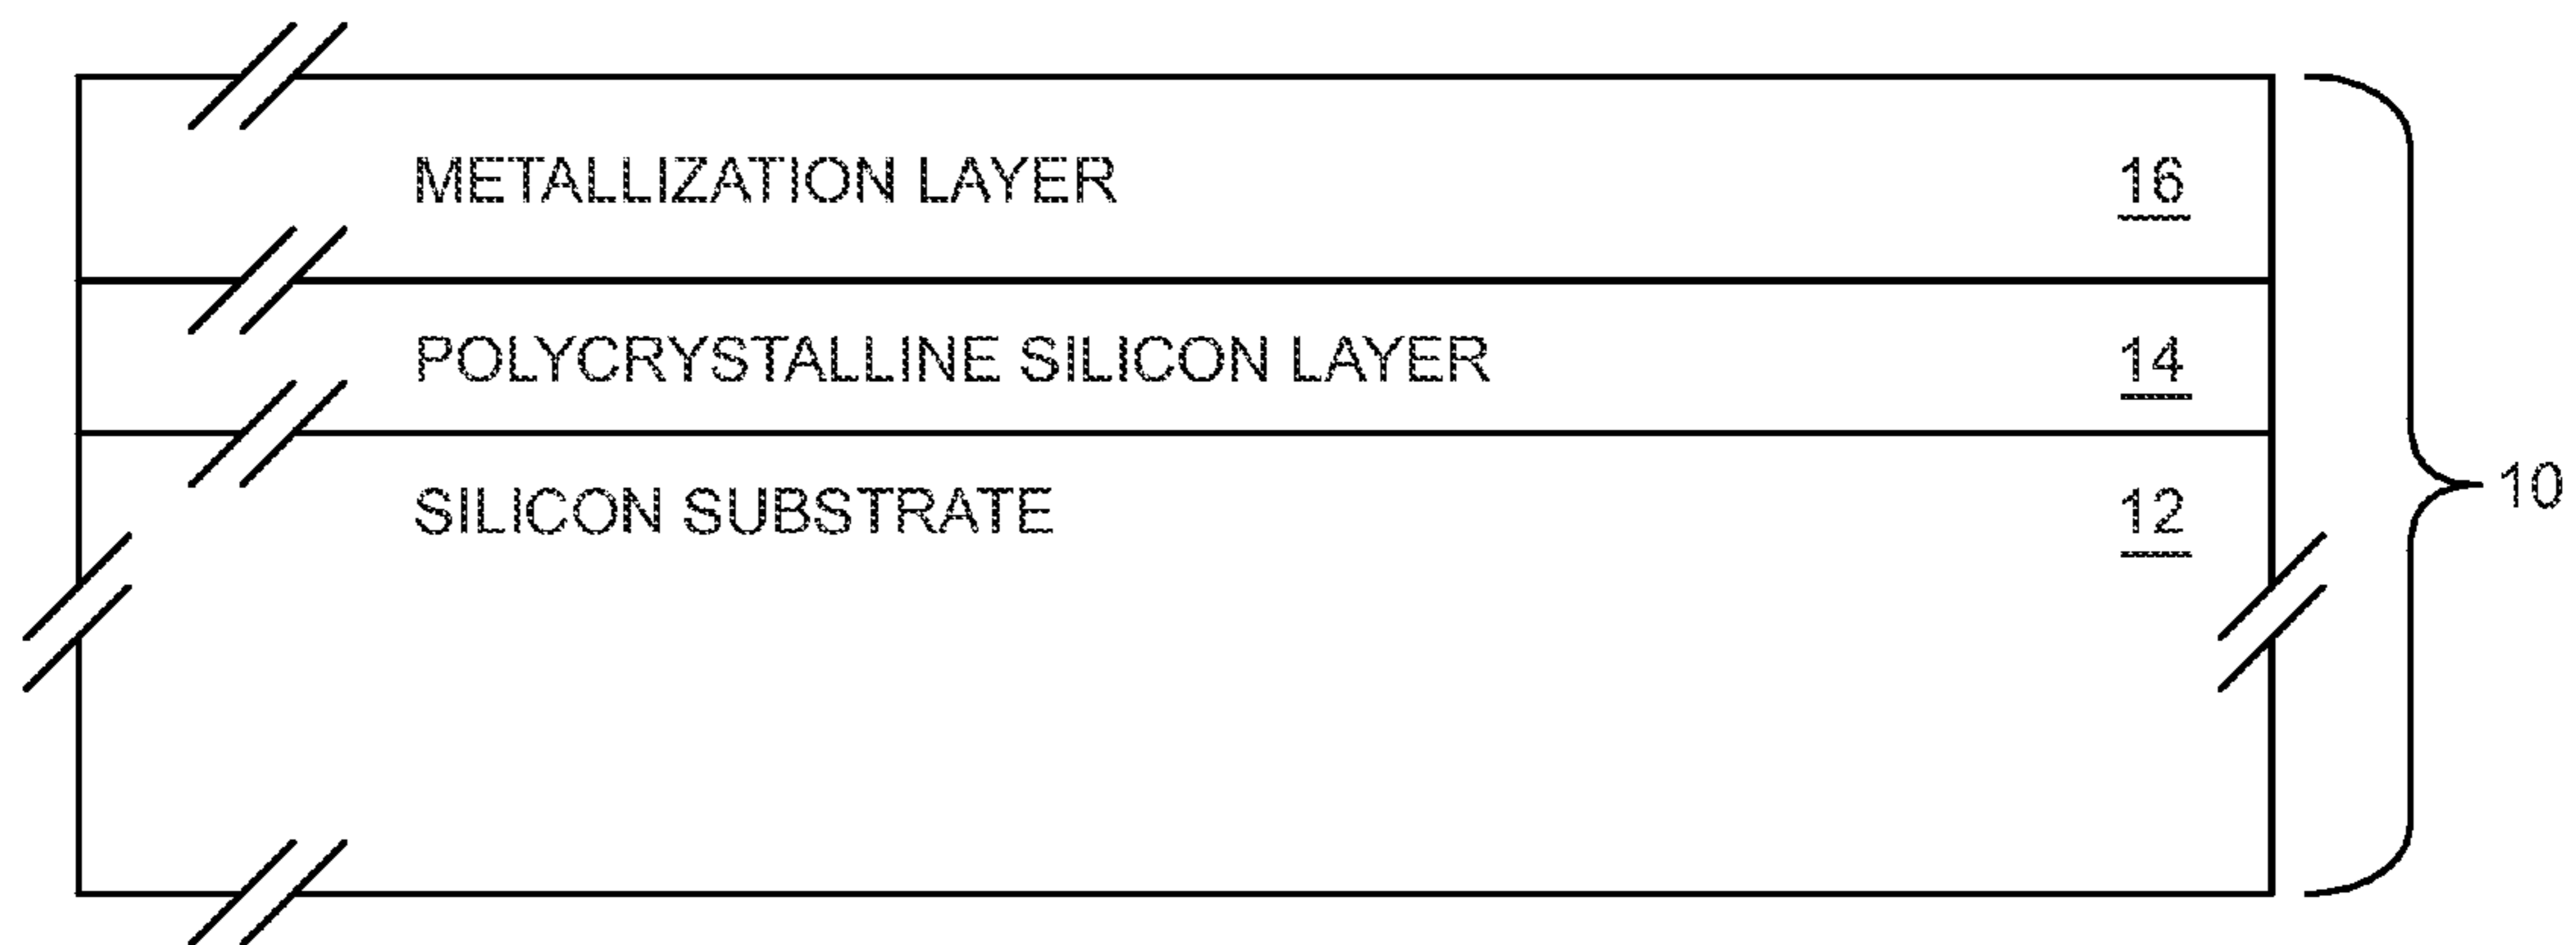 METALLIZATION LAYER 16
POLYCRYSTALLINE SILICON LAYER 14
SILICON SUBSTRATE 12
10